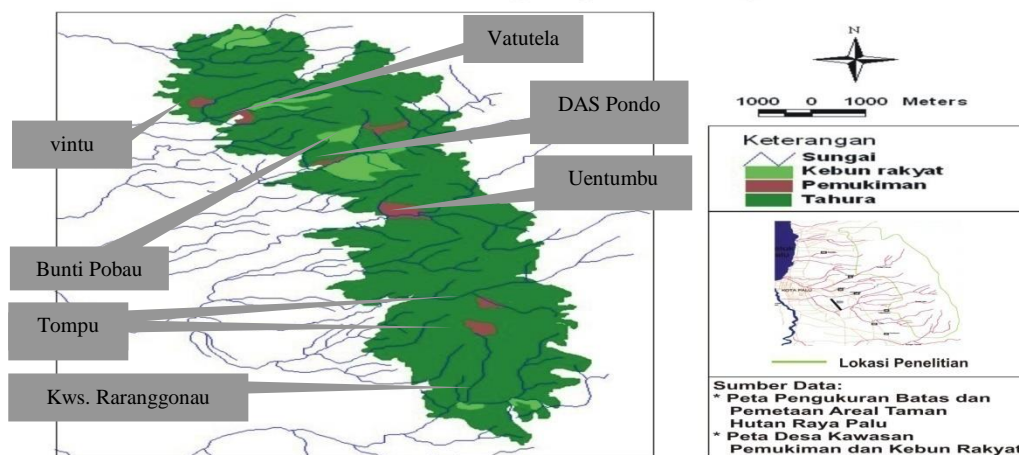 Vatutela
DAS Pondo
vintu
Uentumbu
Bunti Pobau
Tompu
Kws. Raranggonau
N
1000 0 1000 Meters
Keterangan
Sungai
Kebun rakyat
Pemukiman
Tahura
KOTA PALU
Lokasi Penelitian
Sumber Data:
* Peta Pengukuran Batas dan
Pemetaan Areal Taman
Hutan Raya Palu
* Peta Desa Kawasan
Pemukiman dan Kebun Rakyat